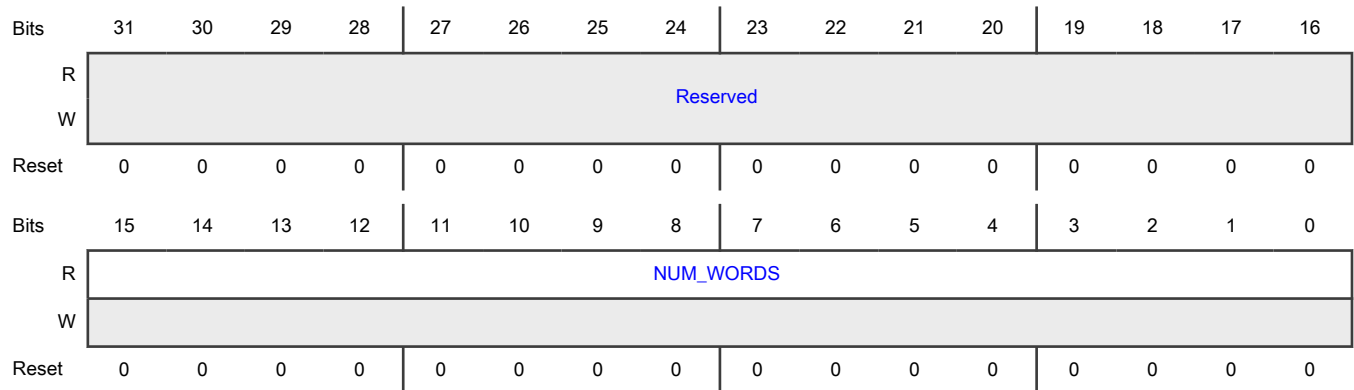 Bits 31 30 29 28 27 26 25 24 23 22 21 20 19 18 17 16
R
Reserved
W
Reset 0 0 0 0 0 0 0 0 0 0 0 0 0 0 0 0
Bits 15 14 13 12 11 10 9 8 7 6 5 4 3 2 1 0
R NUM_WORDS
W
Reset 0 0 0 0 0 0 0 0 0 0 0 0 0 0 0 0